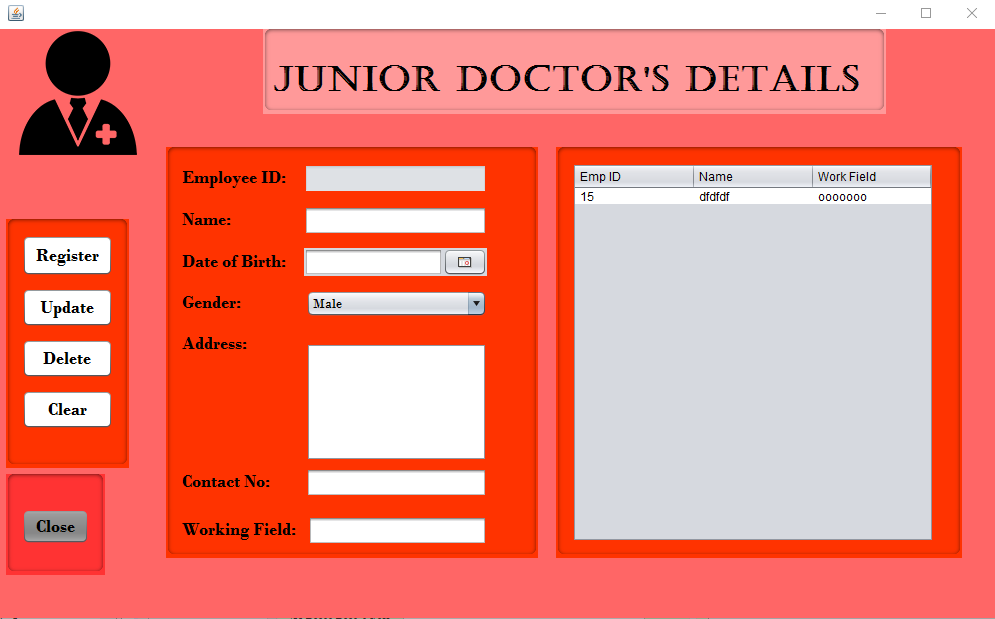 JUNIOR DOCTOR'S DETAILS
Register
Update
Delete
Clear
Close
Employee ID:
Name:
Date of Birth:
Gender: Male
Address:
Contact No:
Working Field:
Emp ID Name Work Field
15 dfdfdf ooooooo